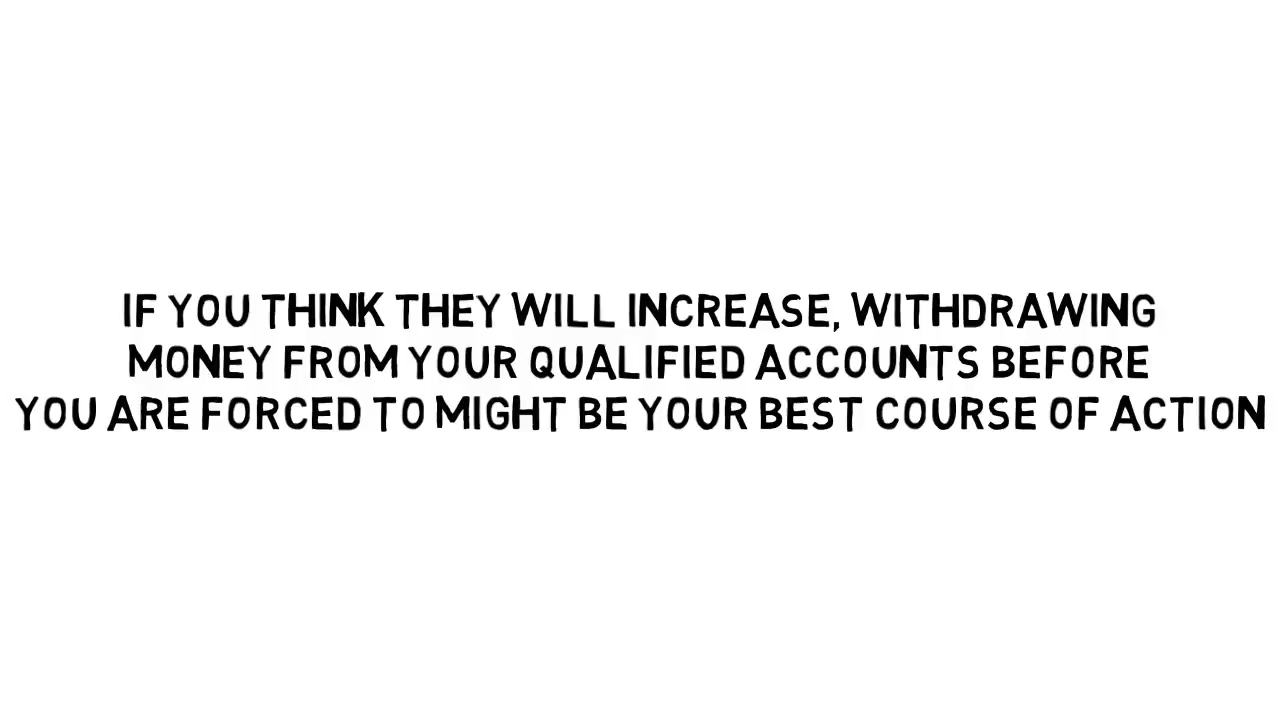 IF YOU THINK THEY WILL INCREASE, WITHDRAWING
MONEY FROM YOUR QUALIFIED ACCOUNTS BEFORE
YOU ARE FORCED TO MIGHT BE YOUR BEST COURSE OF ACTION